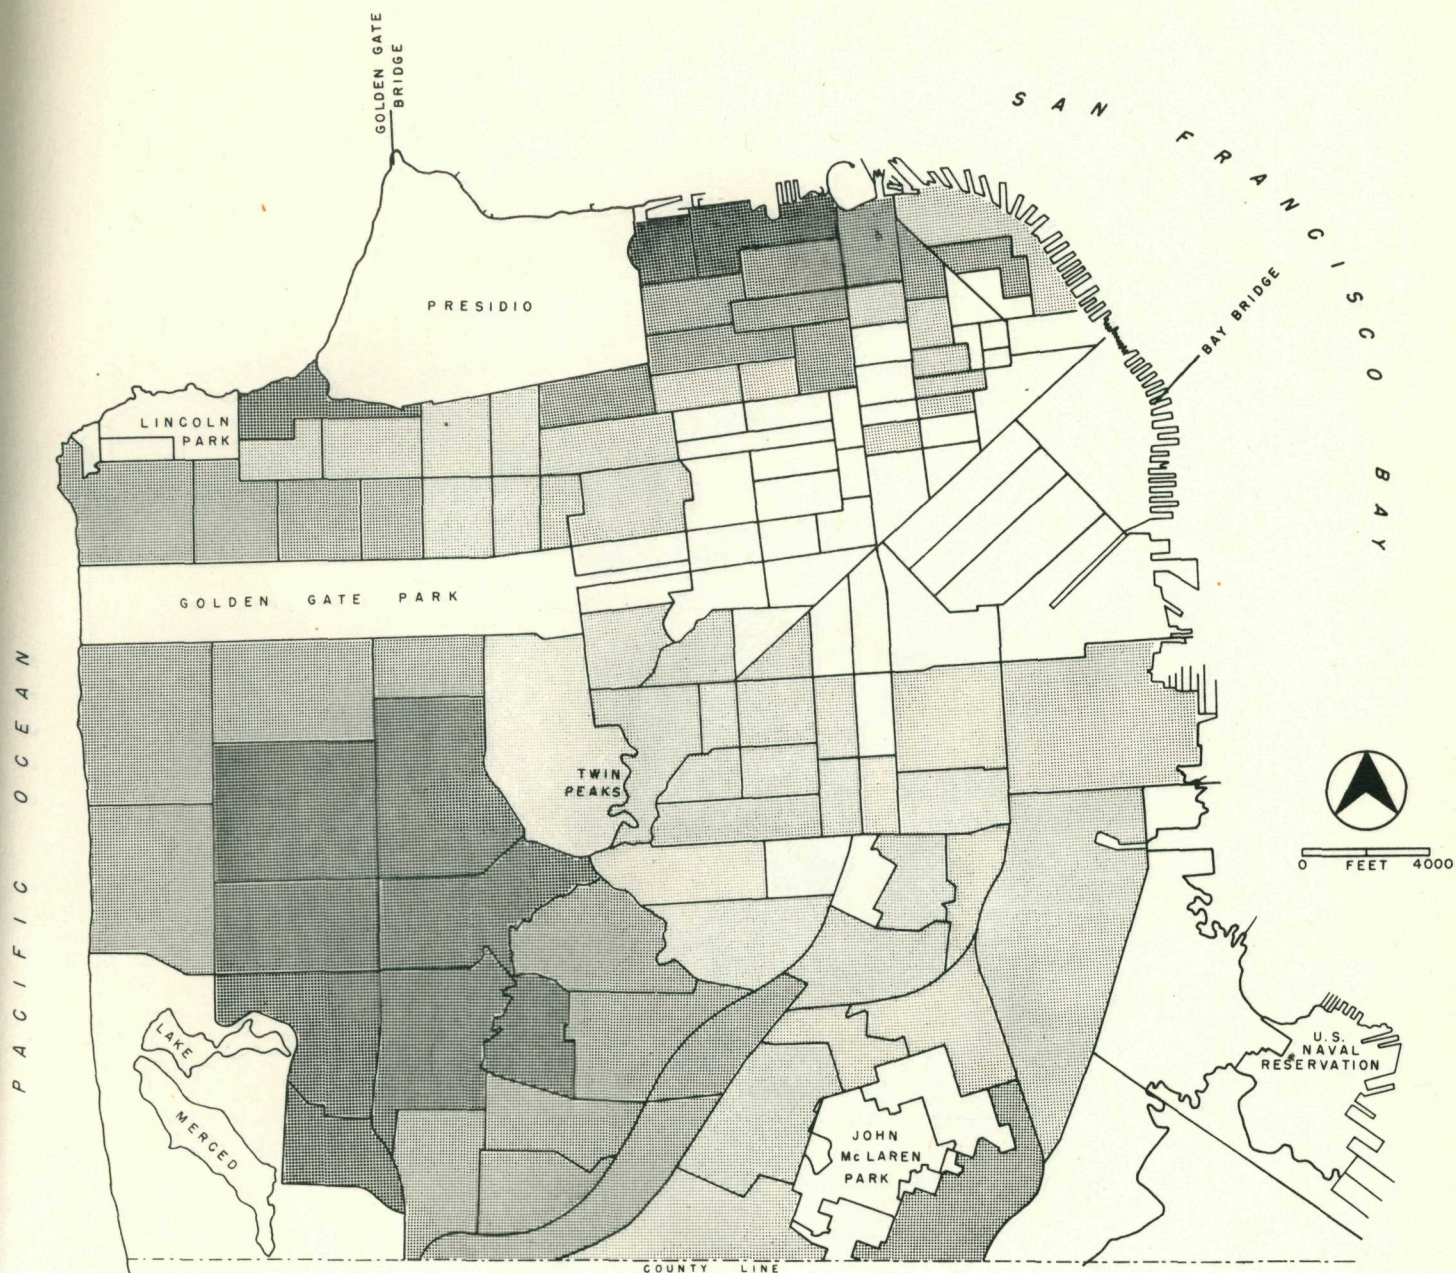 GOLDEN GATE
BRIDGE
SAN FRANCISCO BAY
BAY BRIDGE
PRESIDIO
LINCOLN
PARK
GOLDEN GATE PARK
PACIFIC OCEAN
TWIN
PEAKS
0 FEET 4000
LAKE
MERCED
U.S.
NAVAL
RESERVATION
JOHN
McLAREN
PARK
COUNTY LINE